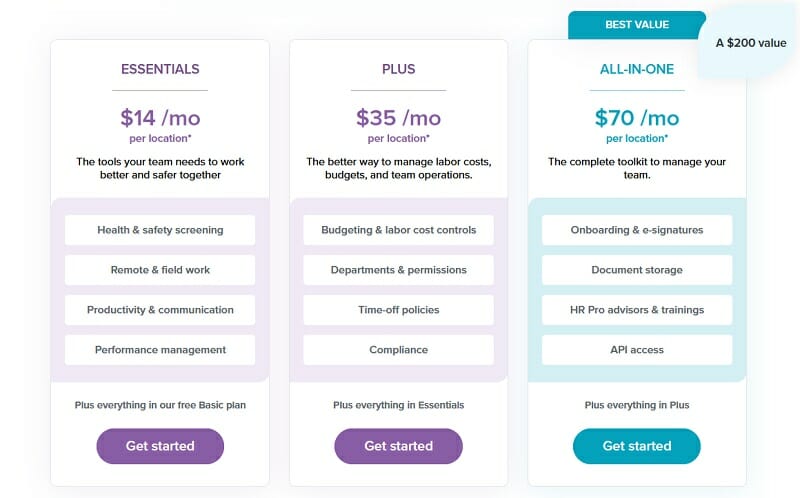 BEST VALUE
A $200 value
ESSENTIALS
$14 /mo
per location*
The tools your team needs to work
better and safer together
Health & safety screening
Remote & field work
Productivity & communication
Performance management
Plus everything in our free Basic plan
Get started
PLUS
$35 /mo
per location*
The better way to manage labor costs,
budgets, and team operations.
Budgeting & labor cost controls
Departments & permissions
Time-off policies
Compliance
Plus everything in Essentials
Get started
ALL-IN-ONE
$70 /mo
per location*
The complete toolkit to manage your
team.
Onboarding & e-signatures
Document storage
HR Pro advisors & trainings
API access
Plus everything in Plus
Get started